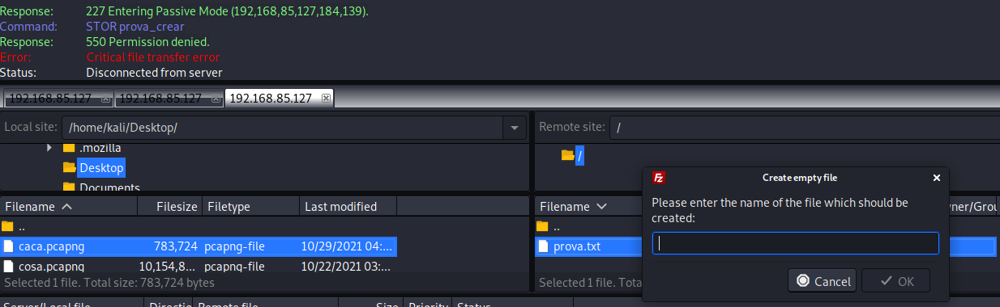 Response: 227 Entering Passive Mode (192,168,85,127,184,139).
Command: STOR prova_crear
Response: 550 Permission denied.
Error: Critical file transfer error
Status: Disconnected from server
192.168.85.127 192.168.85.127 192.168.85.127
Local site: /home/kali/Desktop/
Remote site: /
.mozilla
Desktop
Documents
/
Create empty file
Please enter the name of the file which should be
created:
Cancel OK
Filename Filesize Filetype Last modified
..
caca.pcapng 783,724 pcapng-file 10/29/2021 04:...
cosa.pcapng 10,154,8... pcapng-file 10/22/2021 03:...
Selected 1 file. Total size: 783,724 bytes
Filename wner/Grou
..
prova.txt
Selected 1 file. Total
Server/Local file Directio Remote file Size Priority Status